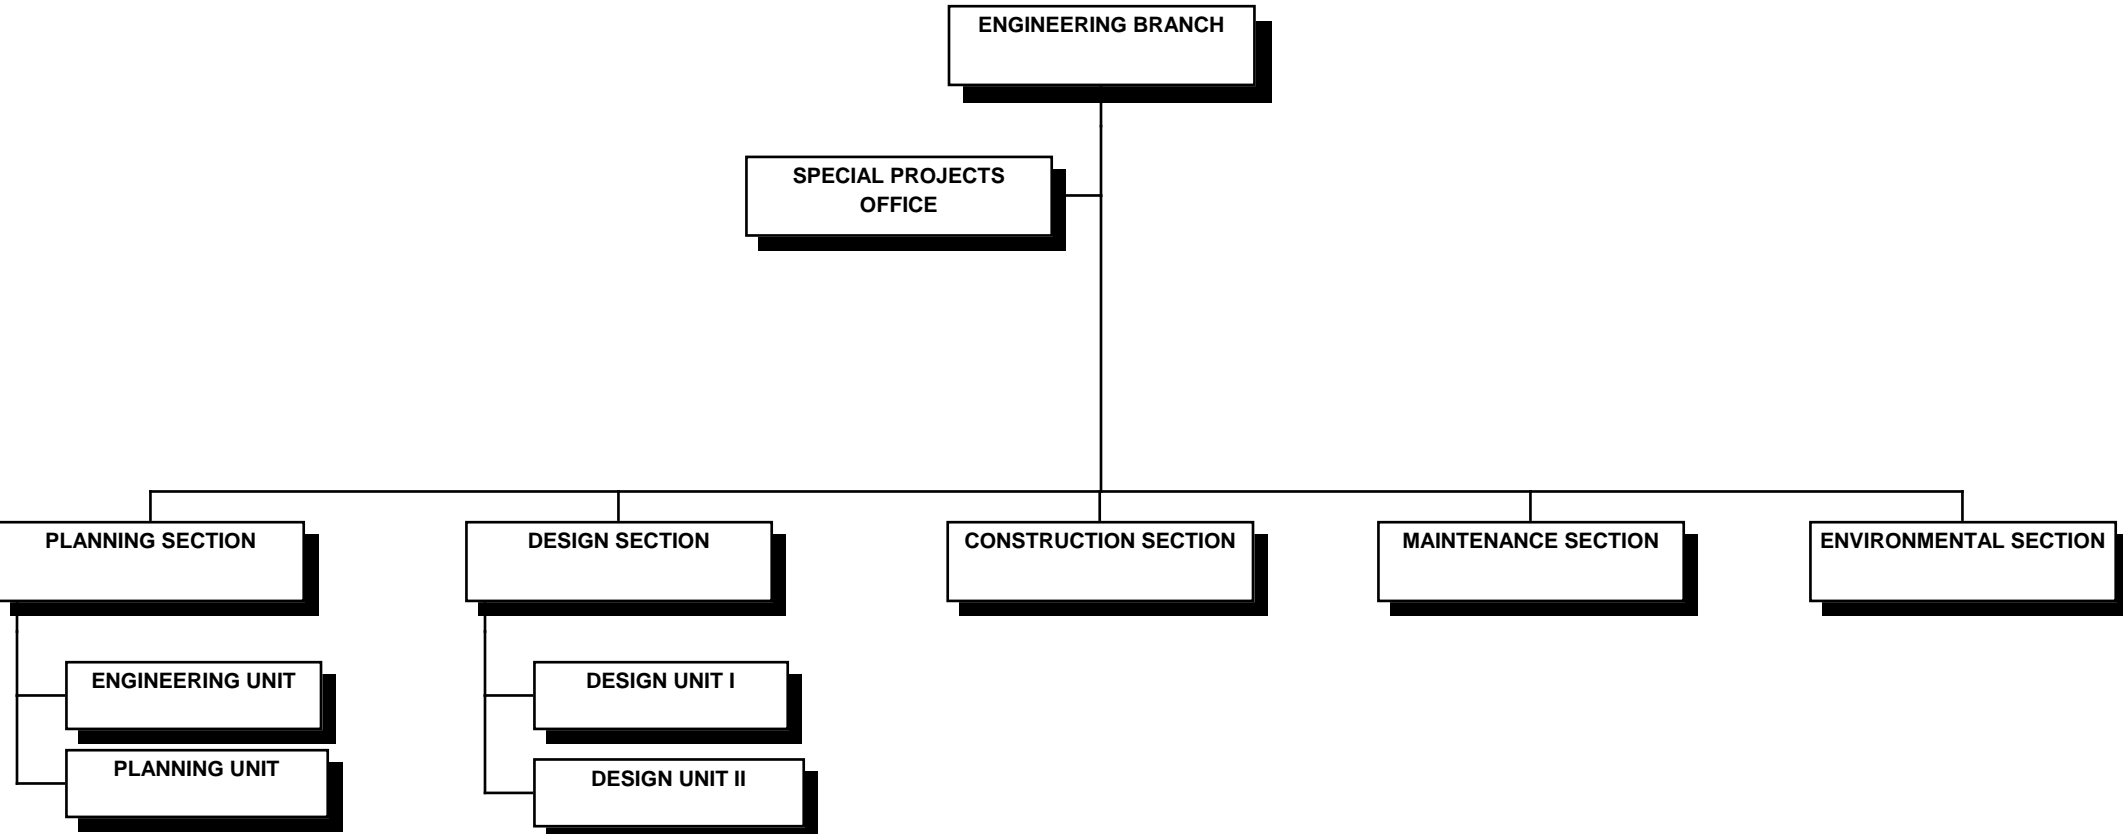 ENGINEERING BRANCH
SPECIAL PROJECTS
OFFICE
PLANNING SECTION
DESIGN SECTION
CONSTRUCTION SECTION
MAINTENANCE SECTION
ENVIRONMENTAL SECTION
ENGINEERING UNIT
DESIGN UNIT I
PLANNING UNIT
DESIGN UNIT II